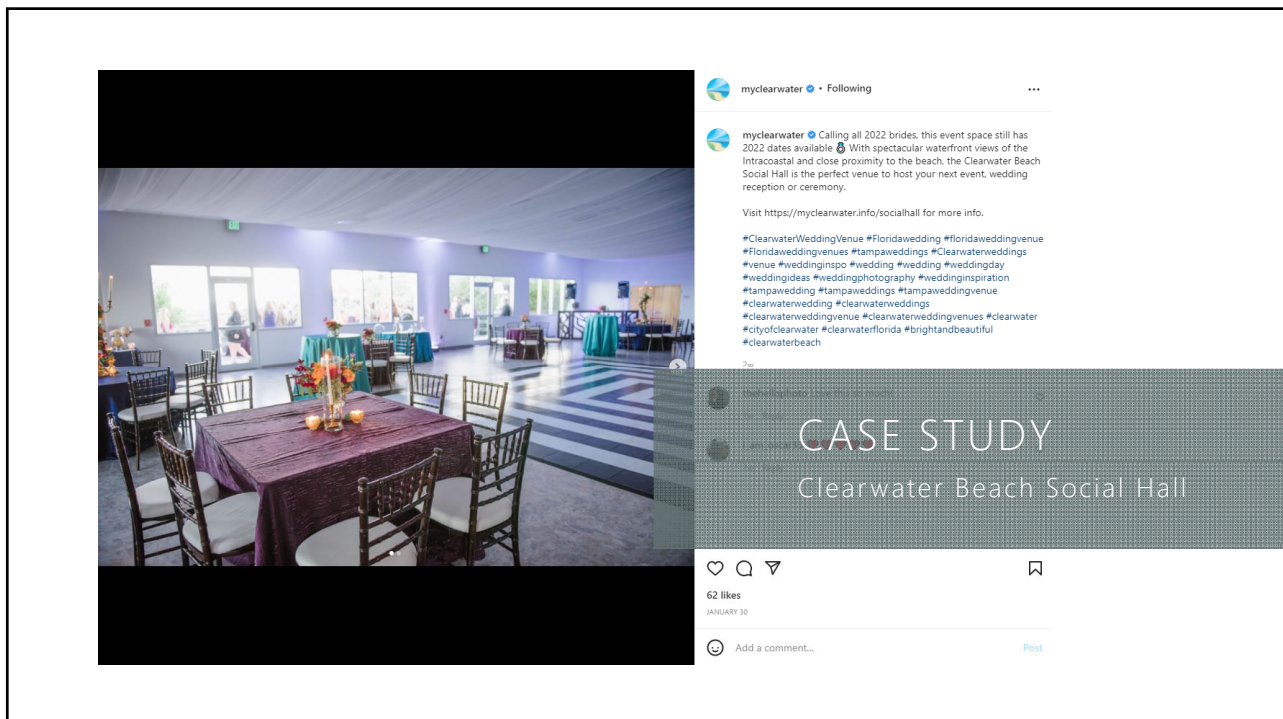 myclearwater • Following
myclearwater Calling all 2022 brides, this event space still has
2022 dates available 💍 With spectacular waterfront views of the
Intracoastal and close proximity to the beach, the Clearwater Beach
Social Hall is the perfect venue to host your next event, wedding
reception or ceremony.
Visit https://myclearwater.info/socialhall for more info.
#ClearwaterWeddingVenue #Floridawedding #floridaweddingvenue
#Floridaweddingvenues #tampaweddings #Clearwaterweddings
#venue #weddinginspo #wedding #wedding #weddingday
#weddingideas #weddingphotography #weddinginspiration
#tampawedding #tampaweddings #tampaweddingvenue
#clearwaterwedding #clearwaterweddings
#clearwaterweddingvenue #clearwaterweddingvenues #clearwater
#cityofclearwater #clearwaterflorida #brightandbeautiful
#clearwaterbeach
2w
CASE STUDY
Clearwater Beach Social Hall
62 likes
JANUARY 30
Add a comment...
Post